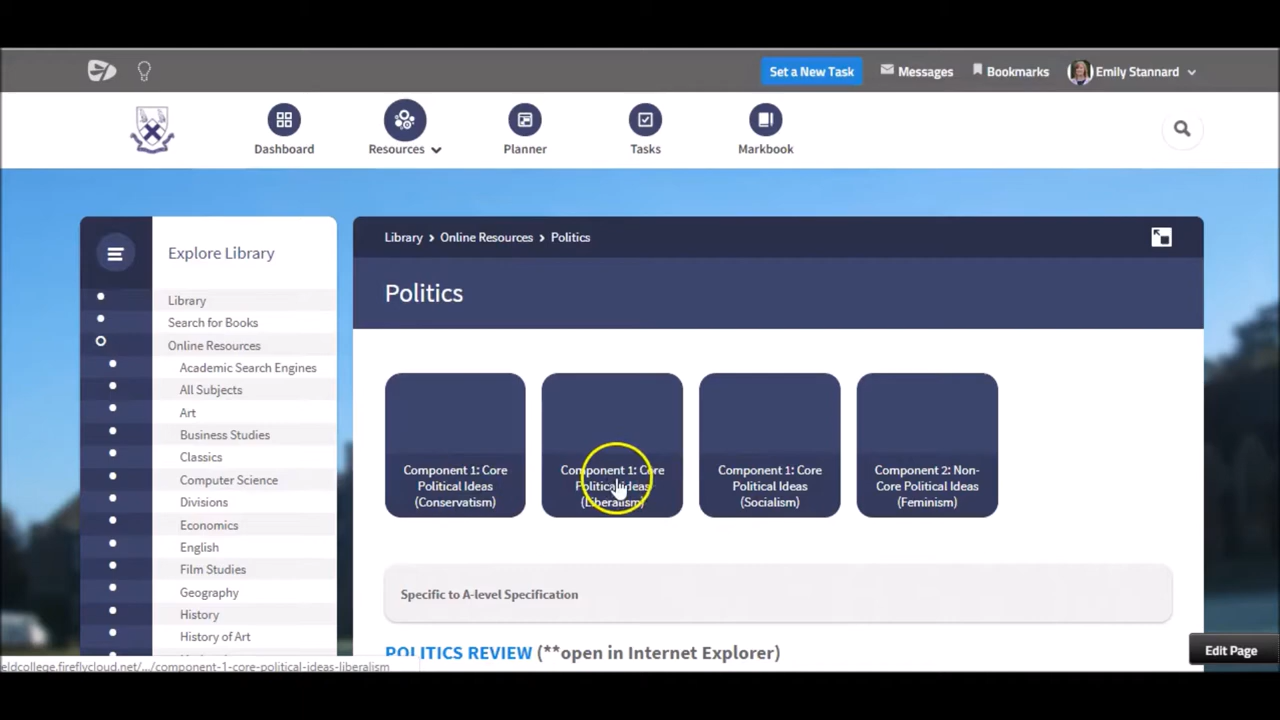 Set a New Task
Messages
Bookmarks
Emily Stannard
Dashboard
Resources
Planner
Tasks
Markbook
Explore Library
Library
Search for Books
Online Resources
Academic Search Engines
All Subjects
Art
Business Studies
Classics
Computer Science
Divisions
Economics
English
Film Studies
Geography
History
History of Art
Library > Online Resources > Politics
Politics
Component 1: Core
Political Ideas
(Conservatism)
Component 1: Core
Political Ideas
(Liberalism)
Component 1: Core
Political Ideas
(Socialism)
Component 2: Non-
Core Political Ideas
(Feminism)
Specific to A-level Specification
POLITICS REVIEW (**open in Internet Explorer)
Edit Page
eldcollege.fireflycloud.net/.../component-1-core-political-ideas-liberalism